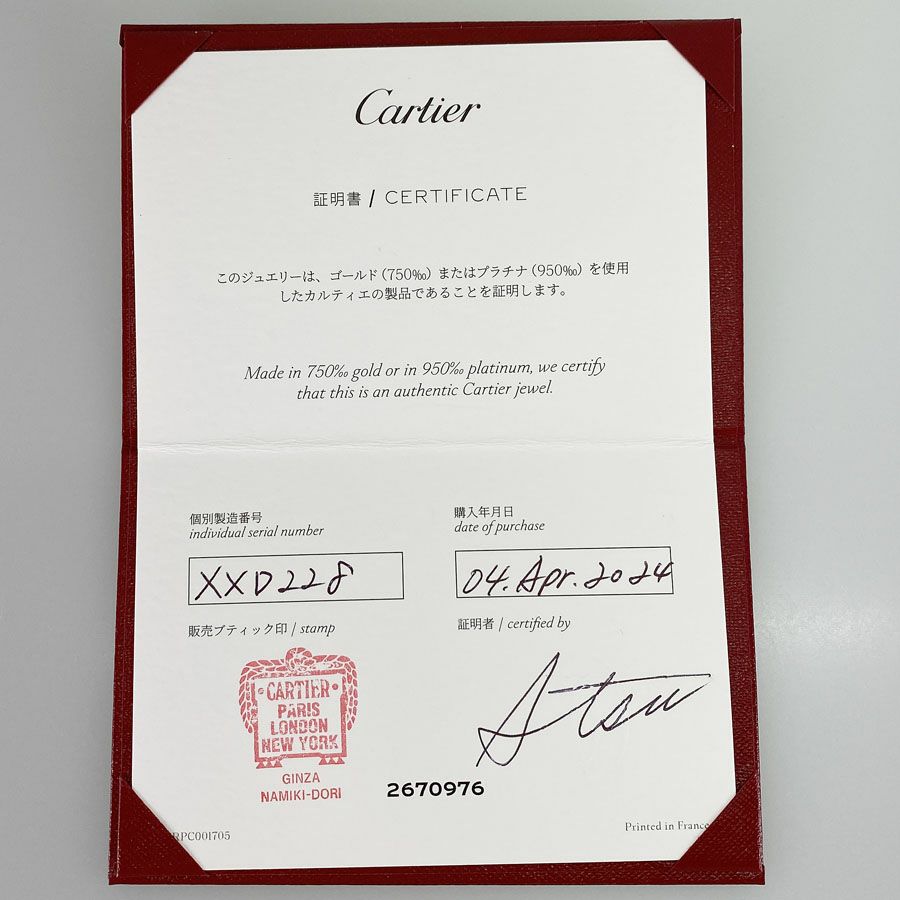 Cartier
証明書 / CERTIFICATE
このジュエリーは、ゴールド(750‰)またはプラチナ(950‰)を使用
したカルティエの製品であることを証明します。
Made in 750‰ gold or in 950‰ platinum, we certify
that this is an authentic Cartier jewel.
個別製造番号
individual serial number
XXD228
購入年月日
date of purchase
04. Apr. 2024
販売ブティック印 / stamp
CARTIER
PARIS
LONDON
NEW YORK
GINZA
NAMIKI-DORI
証明者 / certified by
2670976
RPC001705
Printed in France